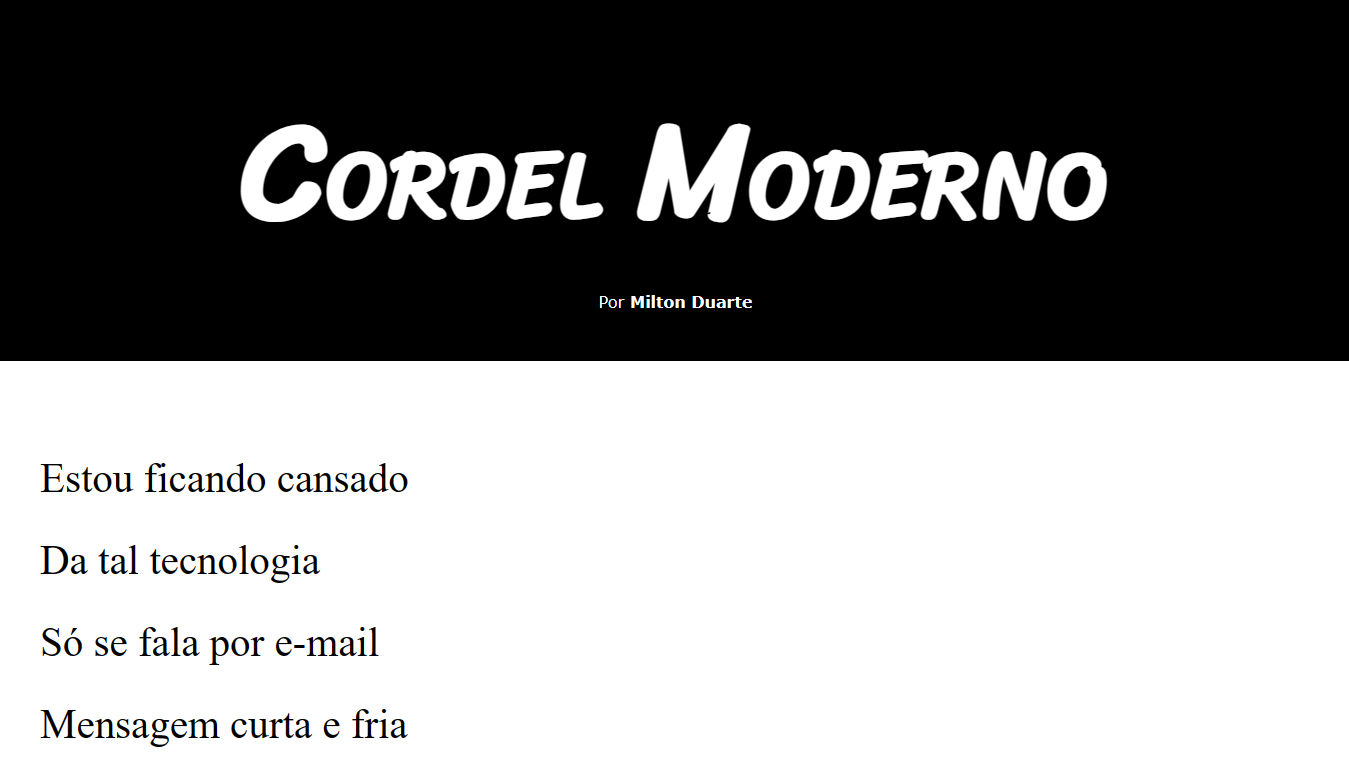 Cordel Moderno
Por Milton Duarte
Estou ficando cansado
Da tal tecnologia
Só se fala por e-mail
Mensagem curta e fria